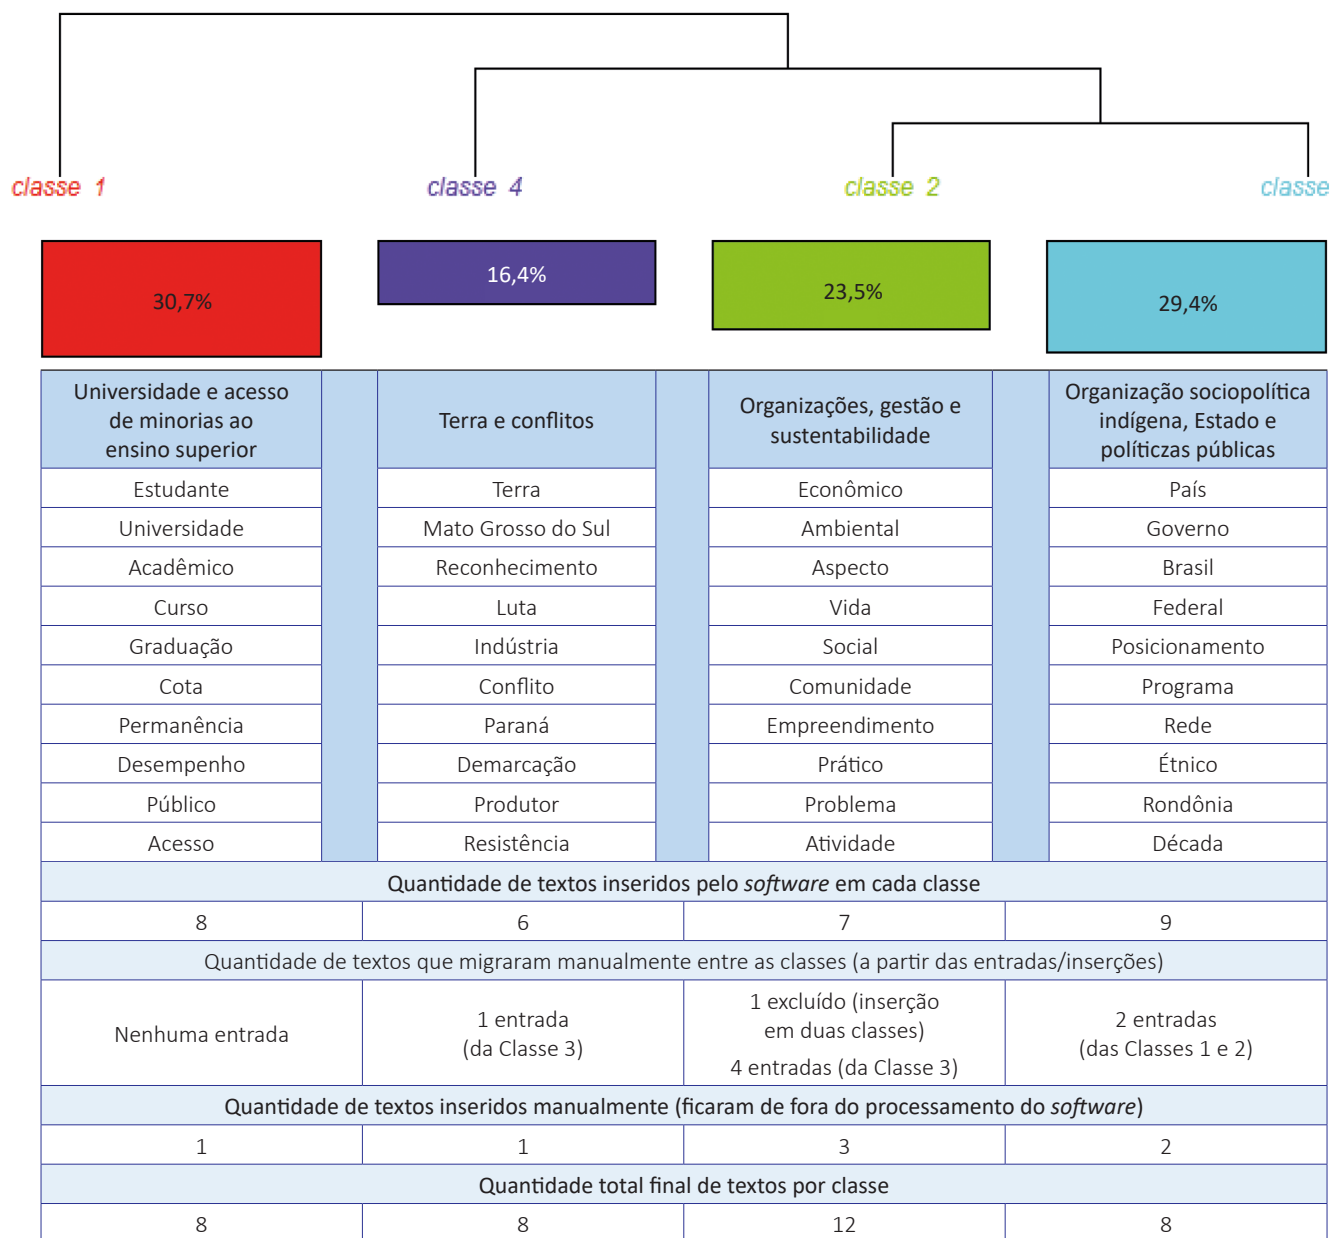 classe 1 classe 4 classe 2 classe
30,7% 16,4% 23,5% 29,4%
Universidade e acesso
de minorias ao
ensino superior
Terra e conflitos
Organizações, gestão e
sustentabilidade
Organização sociopolítica
indígena, Estado e
políticzas públicas
Estudante Terra Econômico País
Universidade Mato Grosso do Sul Ambiental Governo
Acadêmico Reconhecimento Aspecto Brasil
Curso Luta Vida Federal
Graduação Indústria Social Posicionamento
Cota Conflito Comunidade Programa
Permanência Paraná Empreendimento Rede
Desempenho Demarcação Prático Étnico
Público Produtor Problema Rondônia
Acesso Resistência Atividade Década
Quantidade de textos inseridos pelo software em cada classe
8 6 7 9
Quantidade de textos que migraram manualmente entre as classes (a partir das entradas/inserções)
Nenhuma entrada
1 entrada
(da Classe 3)
1 excluído (inserção
em duas classes)
4 entradas (da Classe 3)
2 entradas
(das Classes 1 e 2)
Quantidade de textos inseridos manualmente (ficaram de fora do processamento do software)
1 1 3 2
Quantidade total final de textos por classe
8 8 12 8